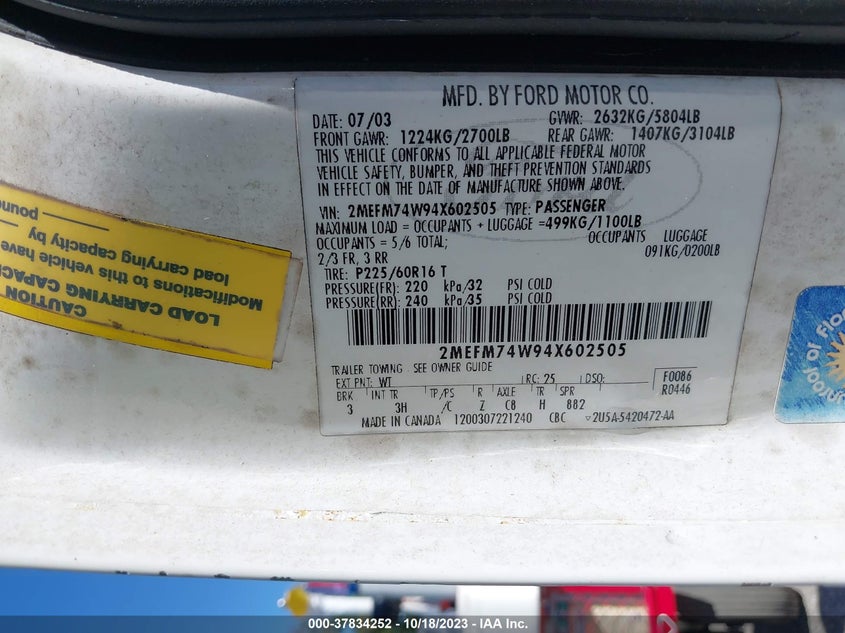 MFD. BY FORD MOTOR CO.
DATE: 07/03 GVWR: 2632KG/5804LB
FRONT GAWR: 1224KG/2700LB REAR GAWR: 1407KG/3104LB
THIS VEHICLE CONFORMS TO ALL APPLICABLE FEDERAL MOTOR
VEHICLE SAFETY, BUMPER, AND THEFT PREVENTION STANDARDS
IN EFFECT ON THE DATE OF MANUFACTURE SHOWN ABOVE.
VIN: 2MEFM74W94X602505 TYPE: PASSENGER
MAXIMUM LOAD = OCCUPANTS + LUGGAGE =499KG/1100LB
OCCUPANTS = 5/6 TOTAL; OCCUPANTS LUGGAGE
2/3 FR, 3 RR 091KG/0200LB
TIRE: P225/60R16 T
PRESSURE(FR): 220 kPa/32 PSI COLD
PRESSURE(RR): 240 kPa/35 PSI COLD
2MEFM74W94X602505
TRAILER TOWING - SEE OWNER GUIDE
EXT PNT: WT RC: 25 DSO: F0086
BRK INT TR TP/PS R AXLE TR SPR R0446
3 3H /C Z C8 H 882
MADE IN CANADA 1200307221240 CBC 2U5A-5420472-AA
CAUTION
LOAD CARRYING CAPAC
Modifications to this vehicle have
load carrying capacity by
pound
000-37834252 - 10/18/2023 - IAA Inc.